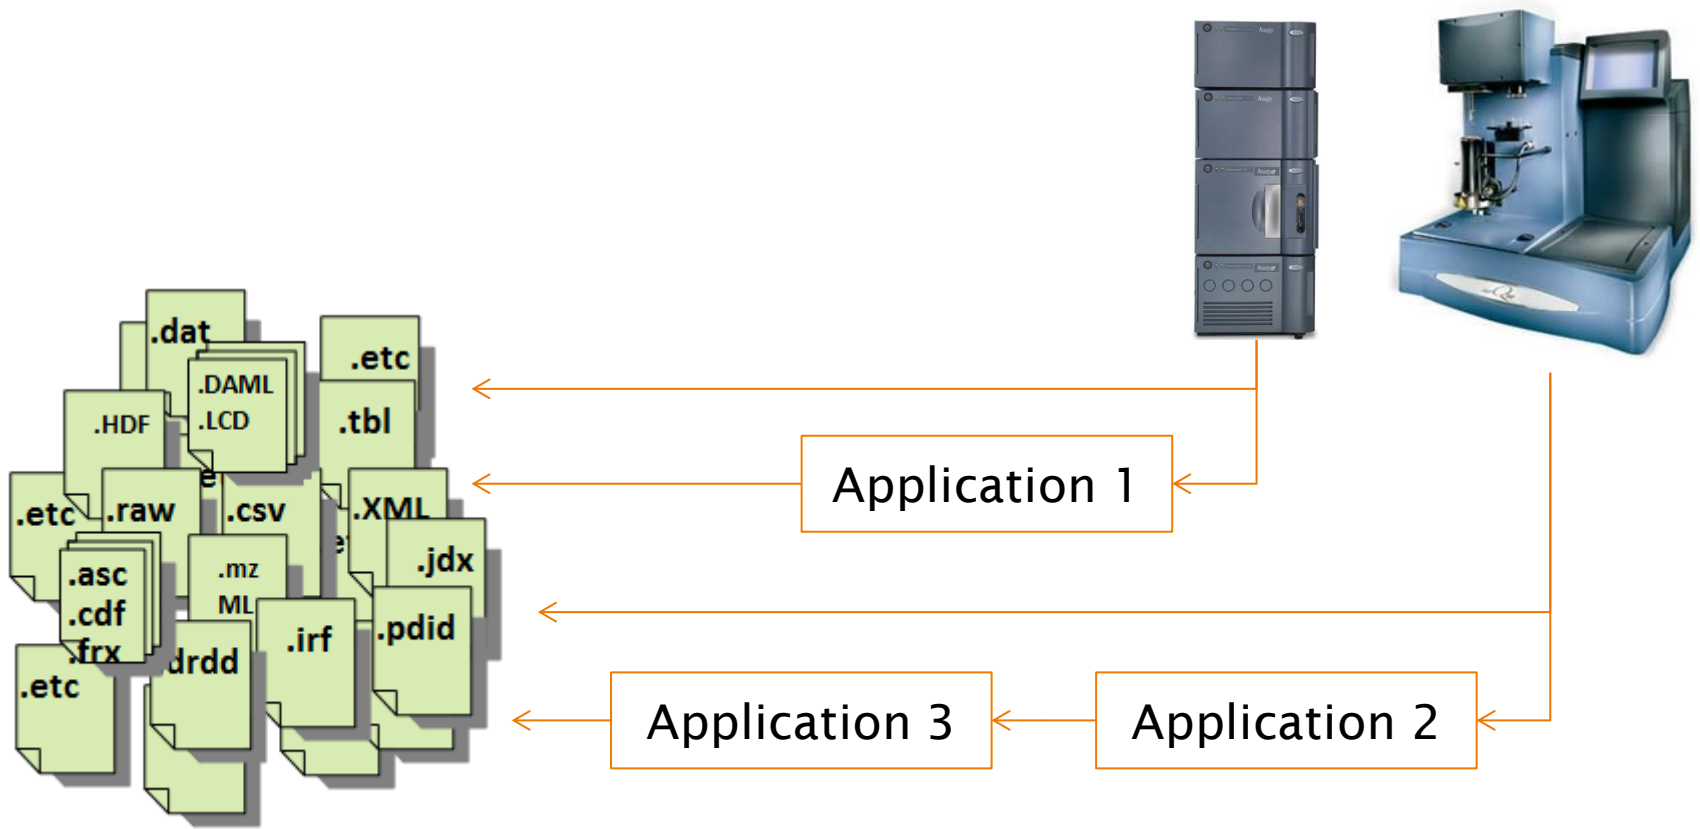 .dat
.etc
.DAML
.LCD
.HDF
.tbl
.etc
.raw
.csv
.XML
.jdx
.asc
.cdf
.frx
.mz
ML
.irf
.pdid
drdd
.etc
Application 1
Application 3
Application 2